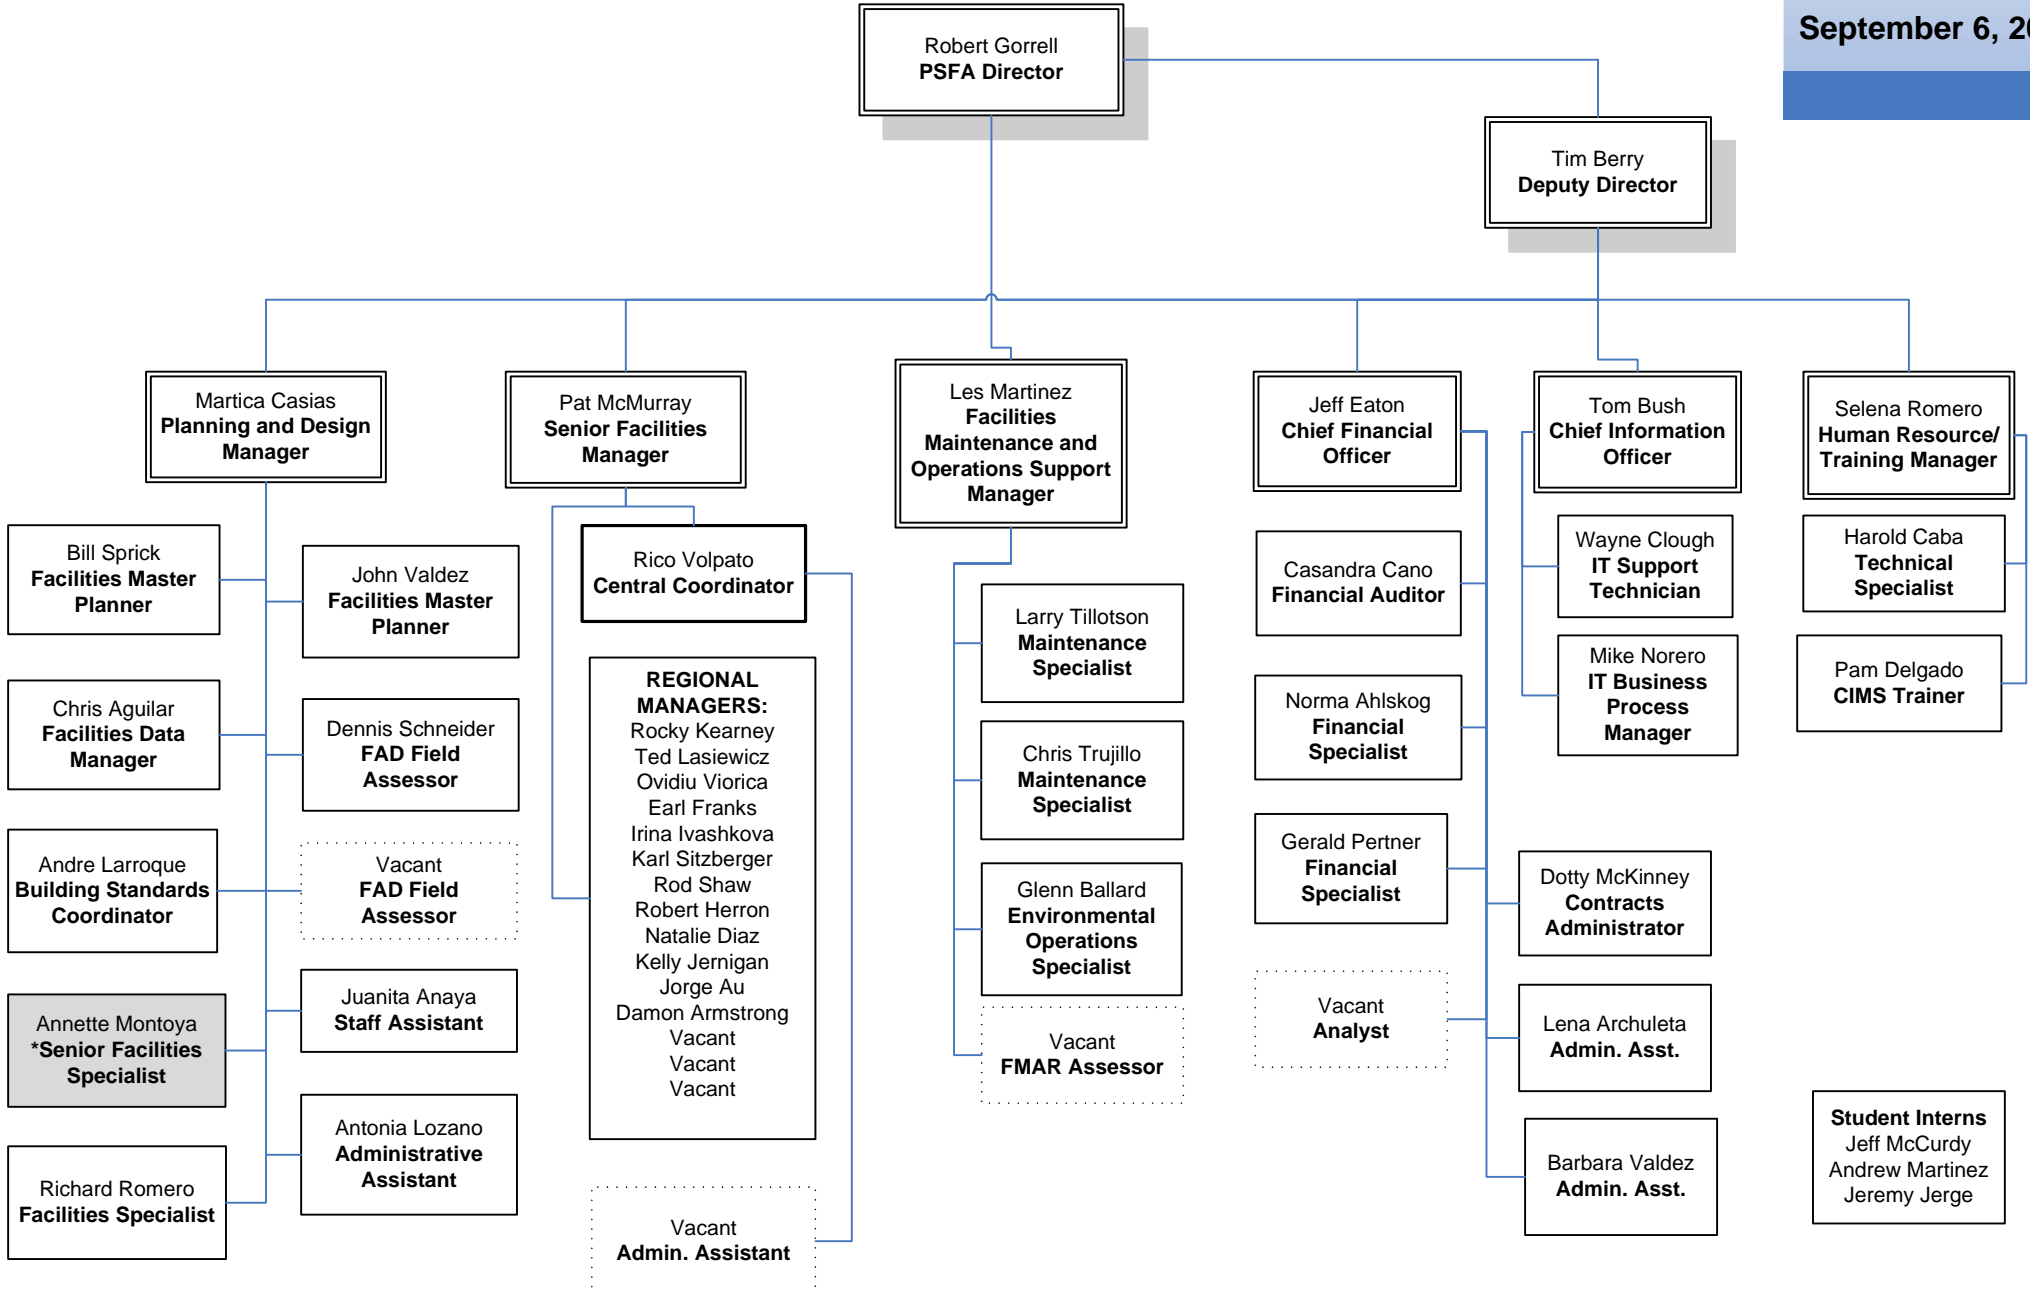 September 6, 20
Robert Gorrell
PSFA Director
Tim Berry
Deputy Director
Martica Casias
Planning and Design
Manager
Pat McMurray
Senior Facilities
Manager
Les Martinez
Facilities
Maintenance and
Operations Support
Manager
Jeff Eaton
Chief Financial
Officer
Tom Bush
Chief Information
Officer
Selena Romero
Human Resource/
Training Manager
Bill Sprick
Facilities Master
Planner
John Valdez
Facilities Master
Planner
Chris Aguilar
Facilities Data
Manager
Dennis Schneider
FAD Field
Assessor
Andre Larroque
Building Standards
Coordinator
Vacant
FAD Field
Assessor
Annette Montoya
*Senior Facilities
Specialist
Juanita Anaya
Staff Assistant
Richard Romero
Facilities Specialist
Antonia Lozano
Administrative
Assistant
Rico Volpato
Central Coordinator
REGIONAL
MANAGERS:
Rocky Kearney
Ted Lasiewicz
Ovidiu Viorica
Earl Franks
Irina Ivashkova
Karl Sitzberger
Rod Shaw
Robert Herron
Natalie Diaz
Kelly Jernigan
Jorge Au
Damon Armstrong
Vacant
Vacant
Vacant
Vacant
Admin. Assistant
Larry Tillotson
Maintenance
Specialist
Chris Trujillo
Maintenance
Specialist
Glenn Ballard
Environmental
Operations
Specialist
Vacant
FMAR Assessor
Casandra Cano
Financial Auditor
Norma Ahlskog
Financial
Specialist
Gerald Pertner
Financial
Specialist
Vacant
Analyst
Dotty McKinney
Contracts
Administrator
Lena Archuleta
Admin. Asst.
Barbara Valdez
Admin. Asst.
Wayne Clough
IT Support
Technician
Mike Norero
IT Business
Process
Manager
Harold Caba
Technical
Specialist
Pam Delgado
CIMS Trainer
Student Interns
Jeff McCurdy
Andrew Martinez
Jeremy Jerge